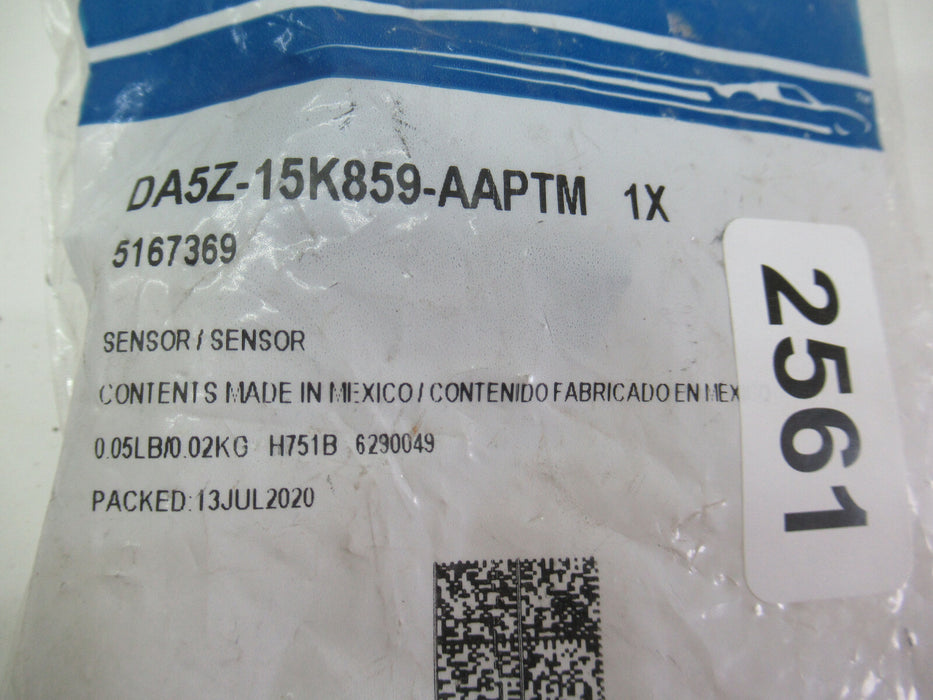 DA5Z-15K859-AAPTM 1X
5167369
SENSOR / SENSOR
CONTENTS MADE IN MEXICO / CONTENIDO FABRICADO EN MEX
0.05LB/0.02KG H751B 6290049
PACKED: 13JUL2020
2561